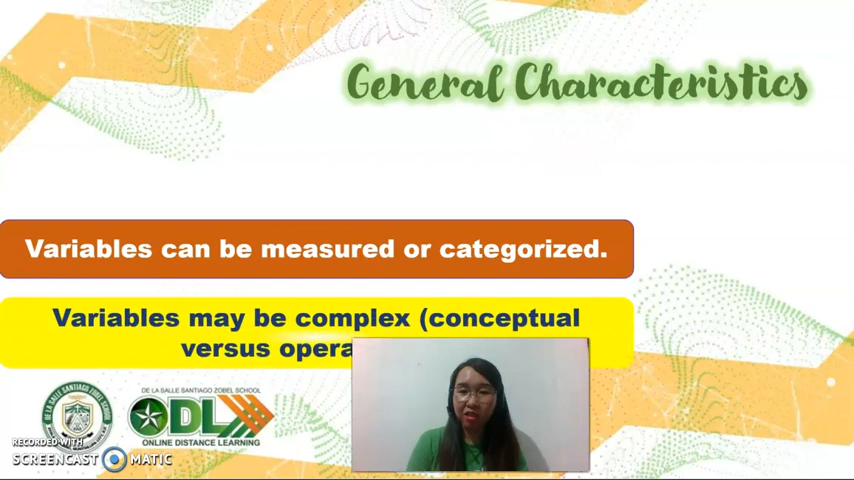 General Characteristics
Variables can be measured or categorized.
Variables may be complex (conceptual
versus
DE LA SALLE SANTIAGO ZOBEL SCHOOL
ODL
ONLINE DISTANCE LEARNING
RECORDED WITH
SCREENCAST MATIC